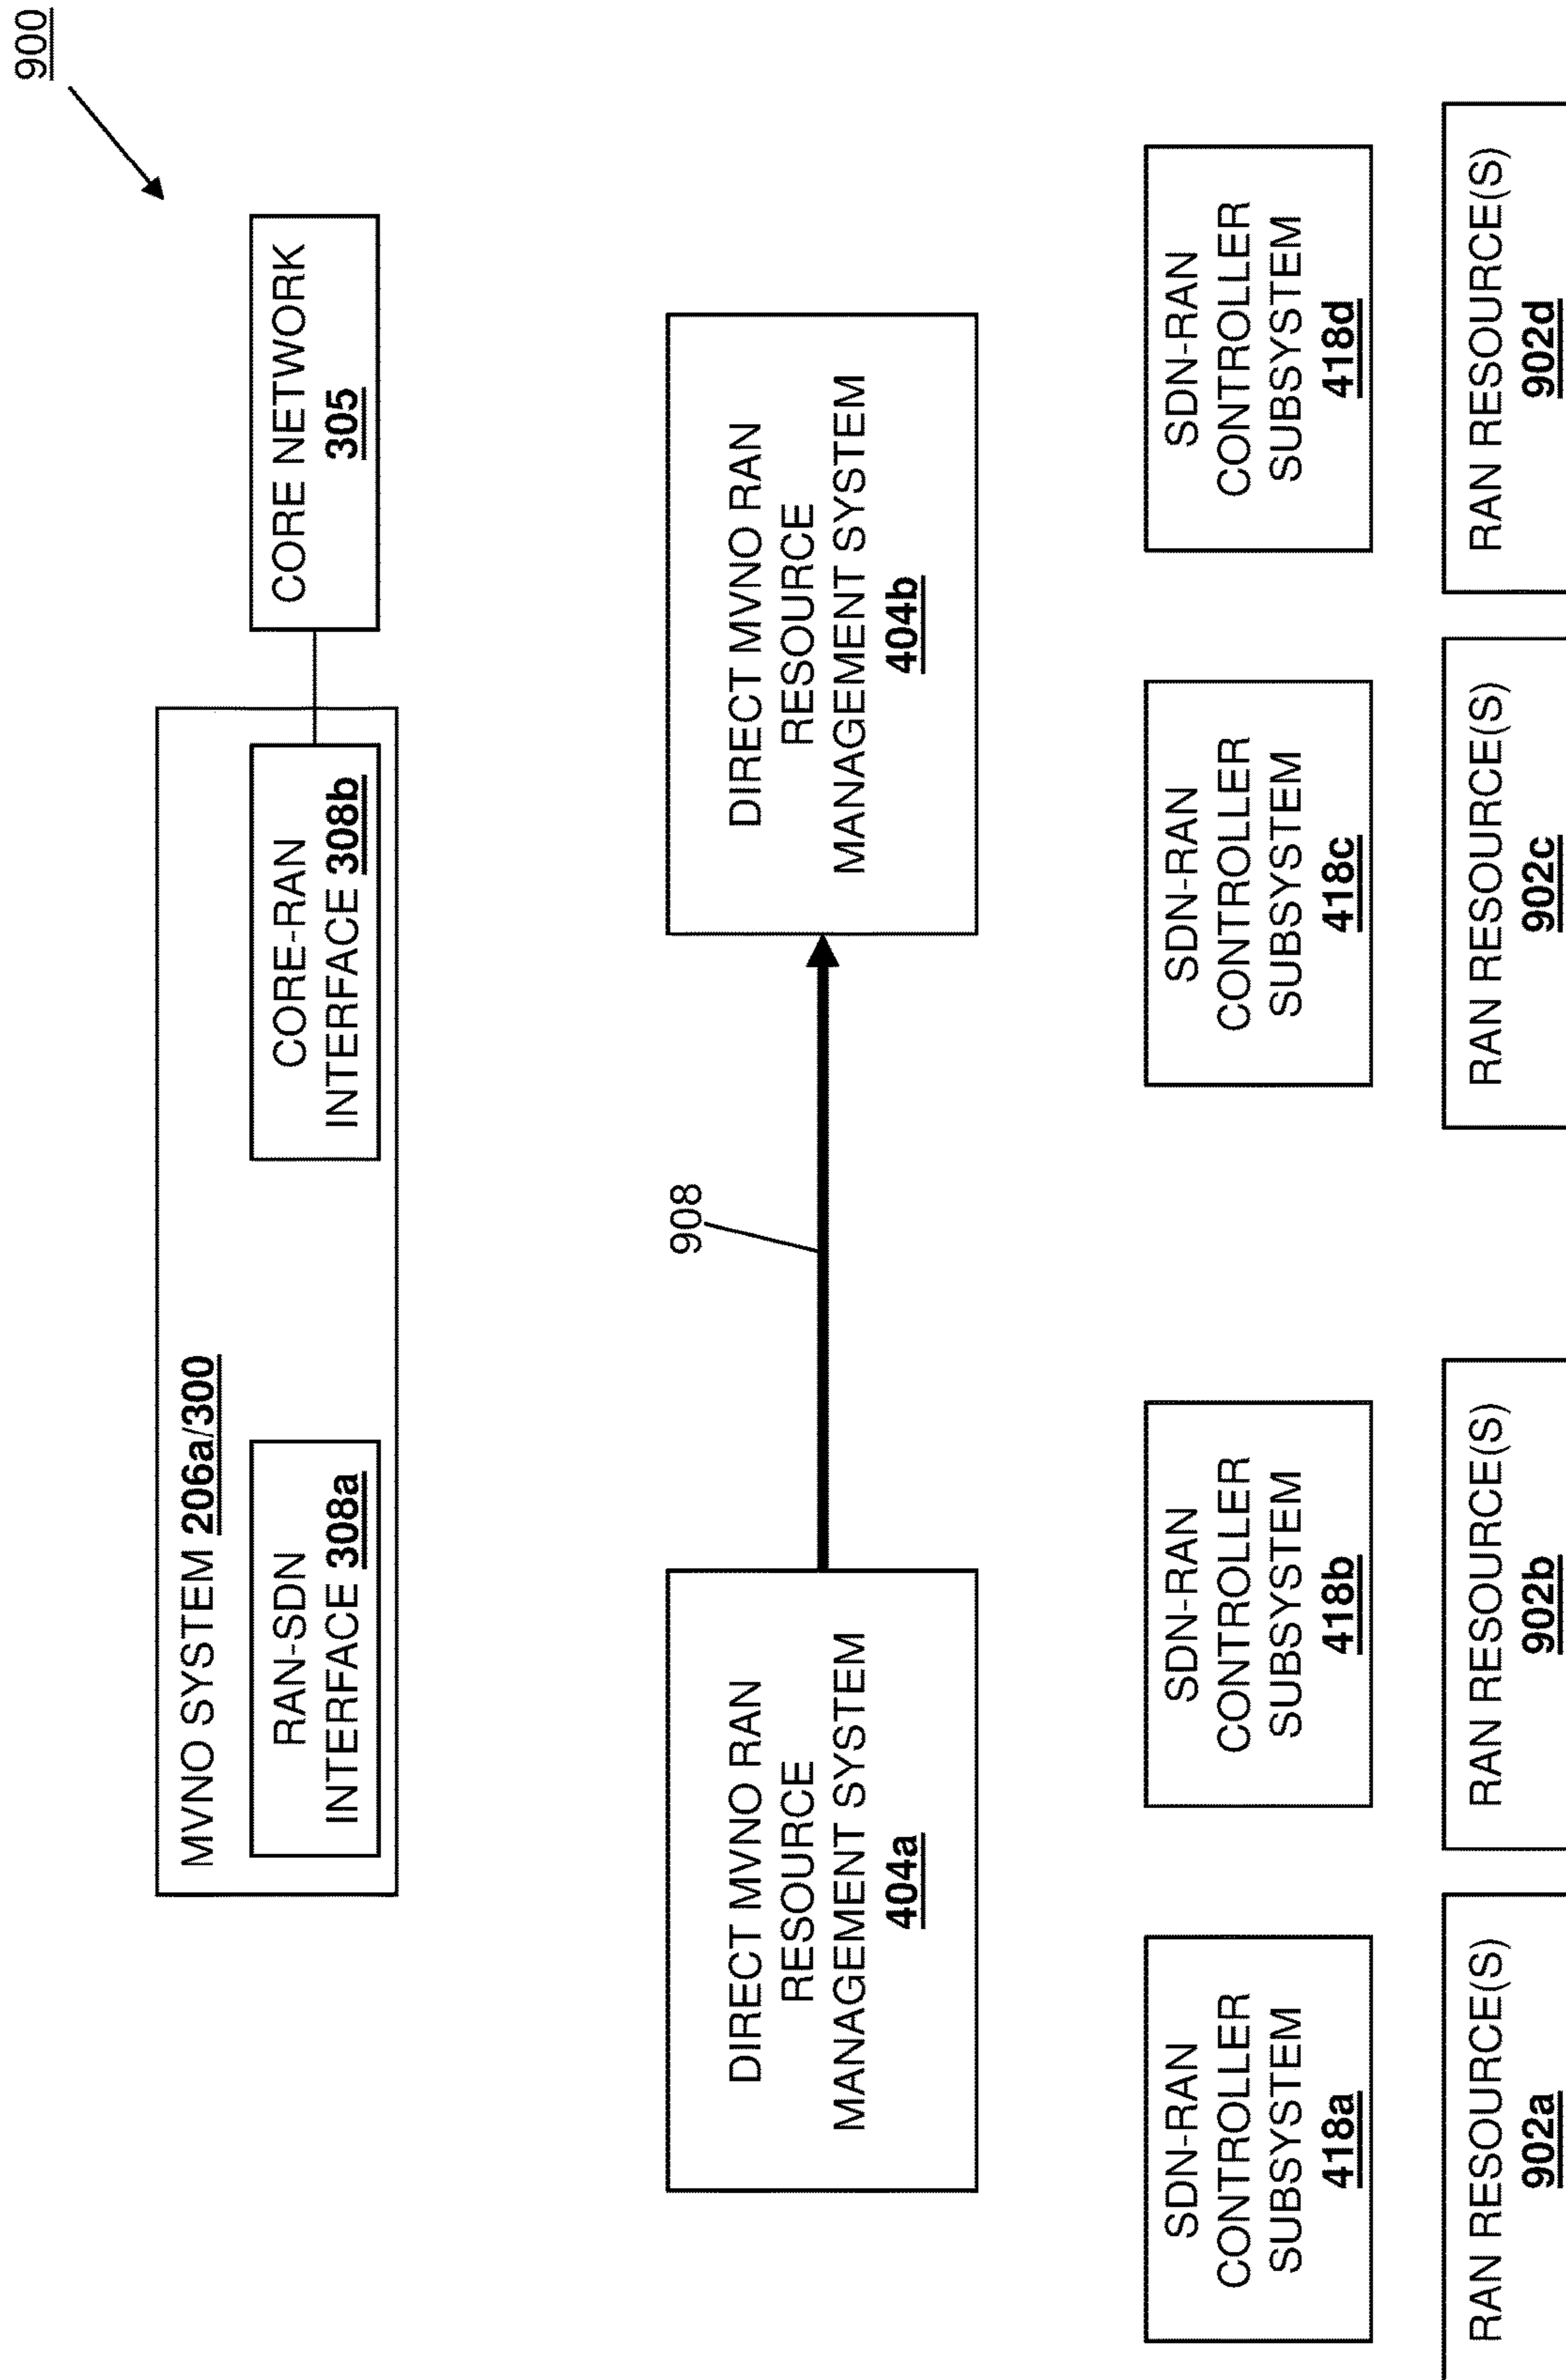 900
MVNO SYSTEM 206a/300
RAN-SDN
INTERFACE 308a
CORE-RAN
INTERFACE 308b
CORE NETWORK
305
908
DIRECT MVNO RAN
RESOURCE
MANAGEMENT SYSTEM
404a
DIRECT MVNO RAN
RESOURCE
MANAGEMENT SYSTEM
404b
SDN-RAN
CONTROLLER
SUBSYSTEM
418a
SDN-RAN
CONTROLLER
SUBSYSTEM
418b
SDN-RAN
CONTROLLER
SUBSYSTEM
418c
SDN-RAN
CONTROLLER
SUBSYSTEM
418d
RAN RESOURCE(S)
902a
RAN RESOURCE(S)
902b
RAN RESOURCE(S)
902c
RAN RESOURCE(S)
902d